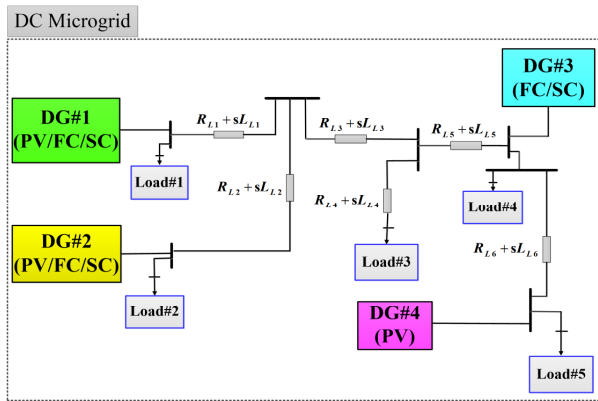 DC Microgrid
DG#3
(FC/SC)
DG#1
(PV/FC/SC)
R_{L1} + sL_{L1}
R_{L3} + sL_{L3}
R_{L5} + sL_{L5}
Load#1
R_{L2} + sL_{L2}
R_{L4} + sL_{L4}
Load#4
DG#2
(PV/FC/SC)
Load#3
R_{L6} + sL_{L6}
Load#2
DG#4
(PV)
Load#5